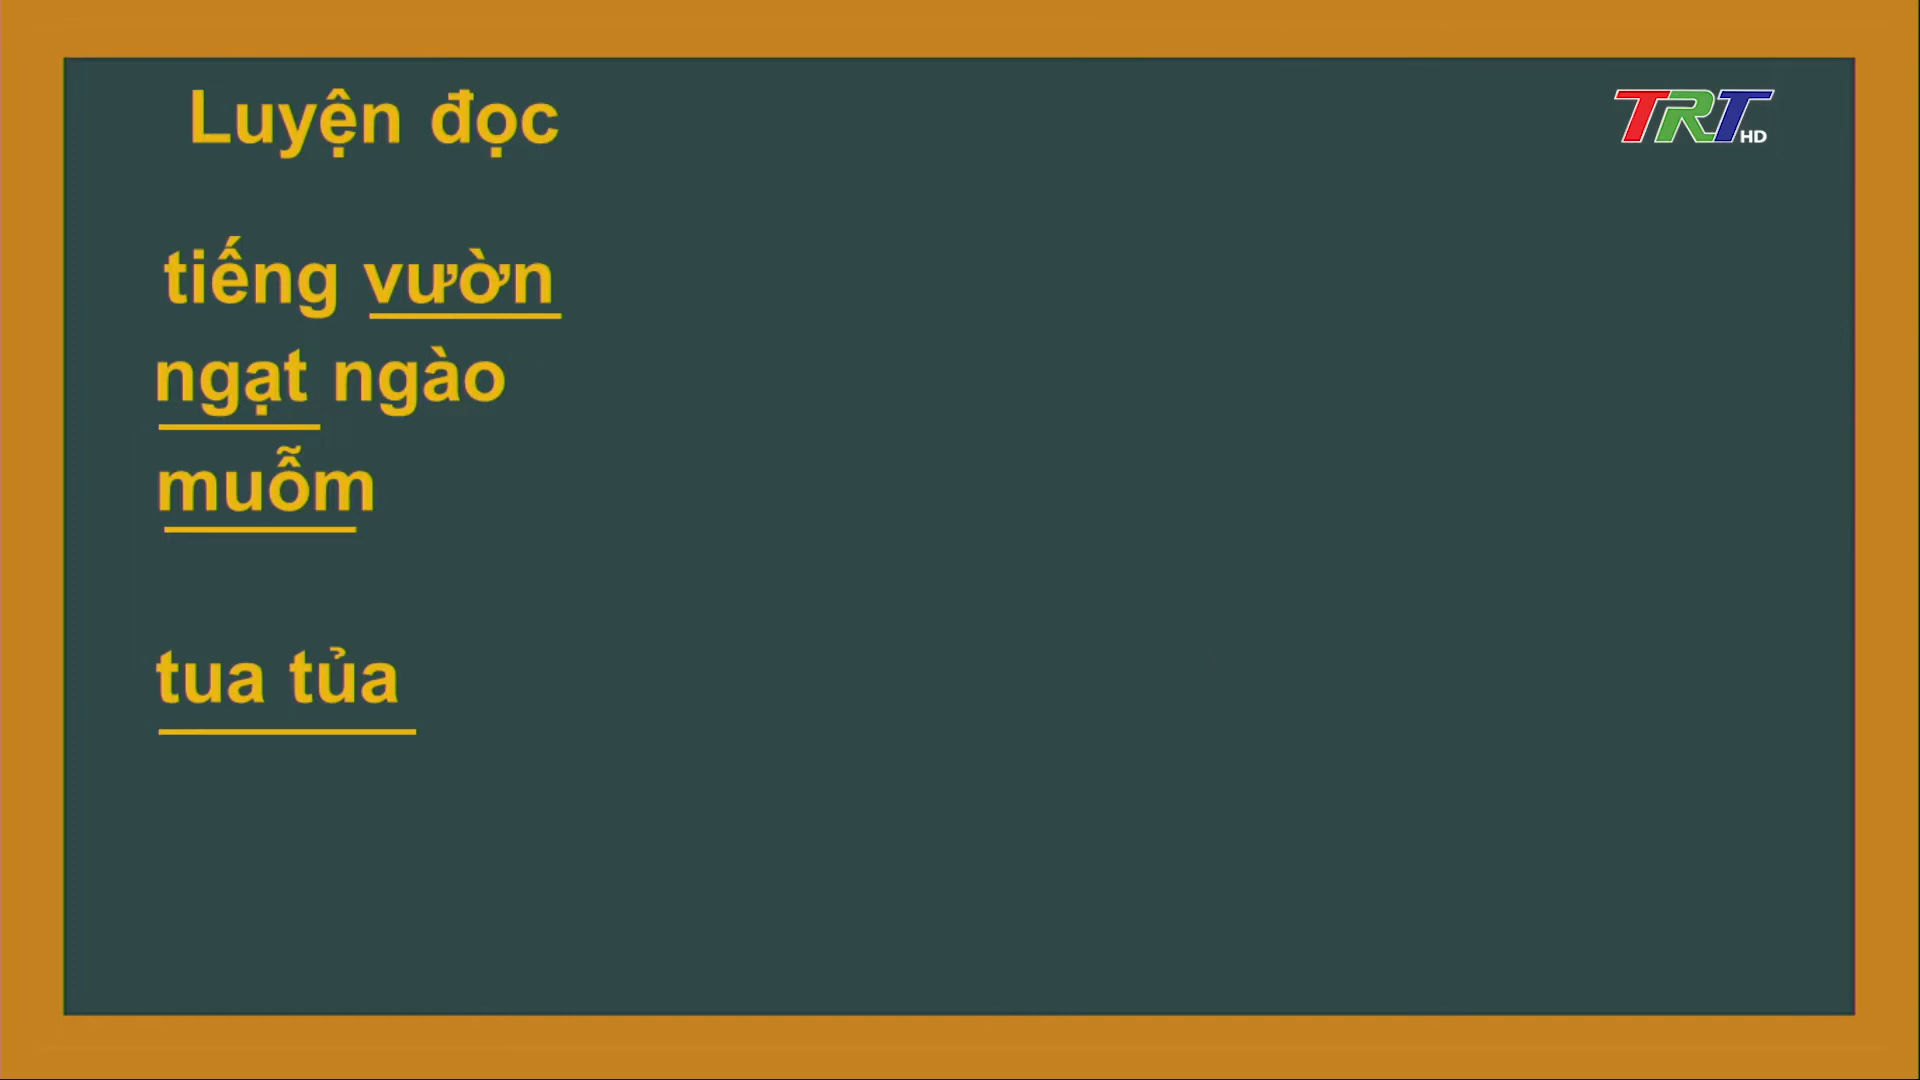 Luyện đọc
TRT HD
tiếng vườn
ngạt ngào
muỗm
tua tủa